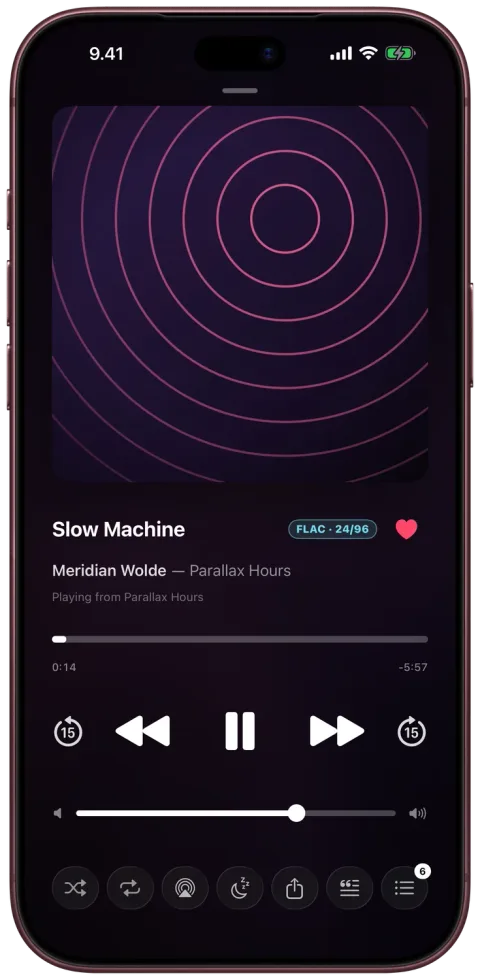 9.41
Slow Machine
FLAC · 24/96
Meridian Wolde — Parallax Hours
Playing from Parallax Hours
0:14
-5:57
15
15
zzz
6